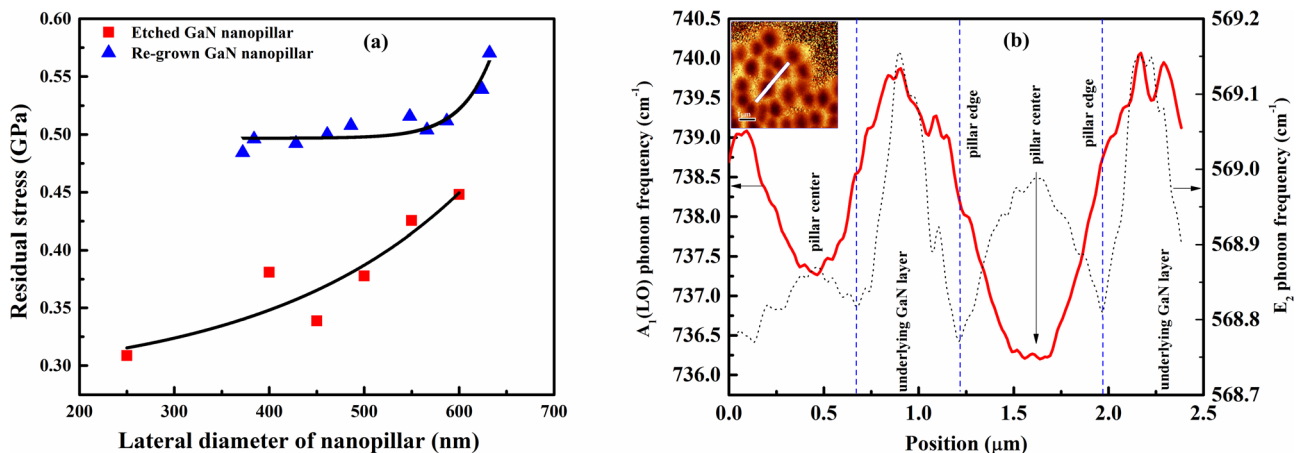 0.60
0.55
0.50
0.45
0.40
0.35
0.30
Residual stress (GPa)
Etched GaN nanopillar
Re-grown GaN nanopillar
(a)
200
300
400
500
600
700
Lateral diameter of nanopillar (nm)
740.5
740.0
739.5
739.0
738.5
738.0
737.5
737.0
736.5
736.0
A₁(LO) phonon frequency (cm⁻¹)
(b)
pillar center
underlying GaN layer
pillar edge
pillar center
pillar edge
underlying GaN layer
569.2
569.1
569.0
568.9
568.8
568.7
E₂ phonon frequency (cm⁻¹)
0.0
0.5
1.0
1.5
2.0
2.5
Position (μm)